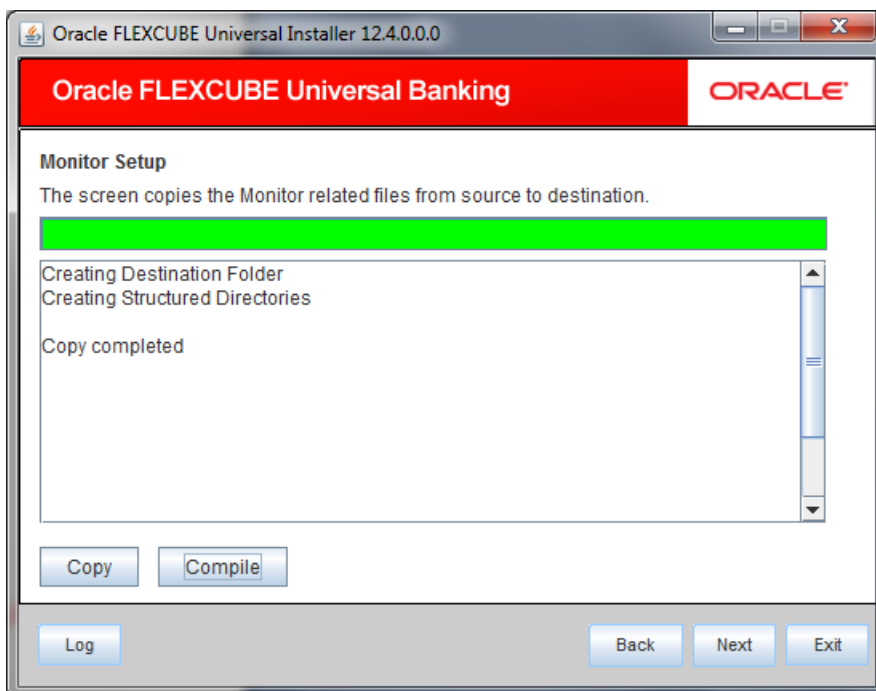 Oracle FLEXCUBE Universal Installer 12.4.0.0.0
Oracle FLEXCUBE Universal Banking
ORACLE
Monitor Setup
The screen copies the Monitor related files from source to destination.
Creating Destination Folder
Creating Structured Directories
Copy completed
Copy Compile
Log Back Next Exit